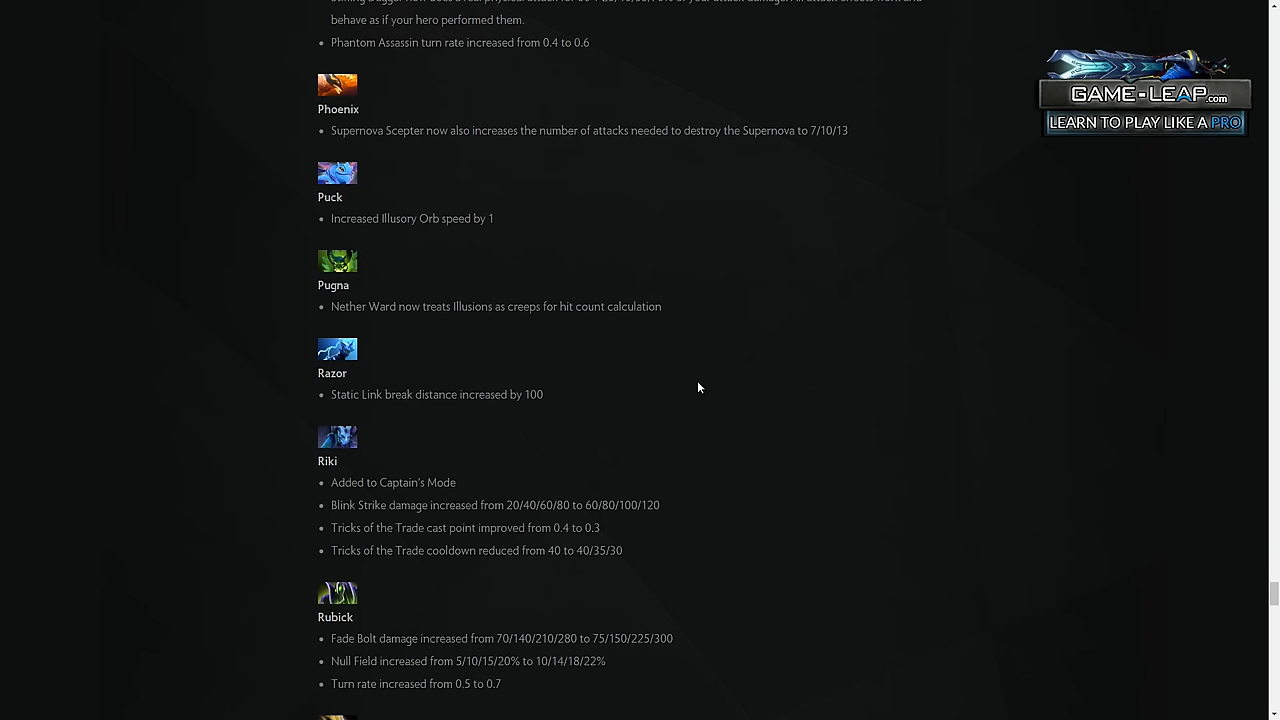 behave as if your hero performed them.
• Phantom Assassin turn rate increased from 0.4 to 0.6
Phoenix
• Supernova Scepter now also increases the number of attacks needed to destroy the Supernova to 7/10/13
Puck
• Increased Illusory Orb speed by 1
Pugna
• Nether Ward now treats Illusions as creeps for hit count calculation
Razor
• Static Link break distance increased by 100
Riki
• Added to Captain's Mode
• Blink Strike damage increased from 20/40/60/80 to 60/80/100/120
• Tricks of the Trade cast point improved from 0.4 to 0.3
• Tricks of the Trade cooldown reduced from 40 to 40/35/30
Rubick
• Fade Bolt damage increased from 70/140/210/280 to 75/150/225/300
• Null Field increased from 5/10/15/20% to 10/14/18/22%
• Turn rate increased from 0.5 to 0.7
GAME-LEAP.com
LEARN TO PLAY LIKE A PRO